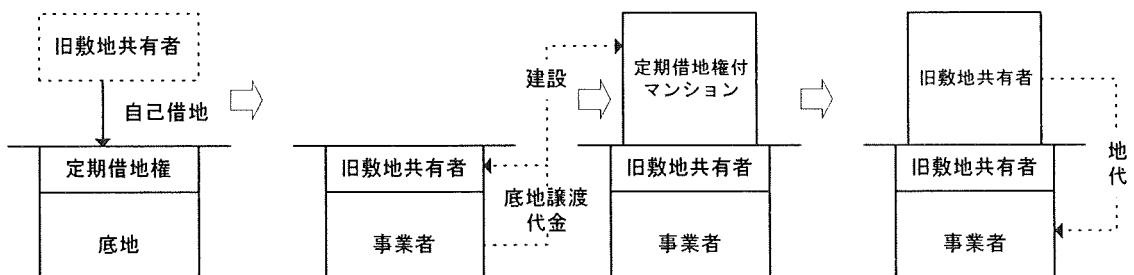 旧敷地共有者
自己借地
定期借地権
底地
旧敷地共有者
事業者
建設
底地譲渡
代金
定期借地権付
マンション
旧敷地共有者
事業者
旧敷地共有者
旧敷地共有者
事業者
地代